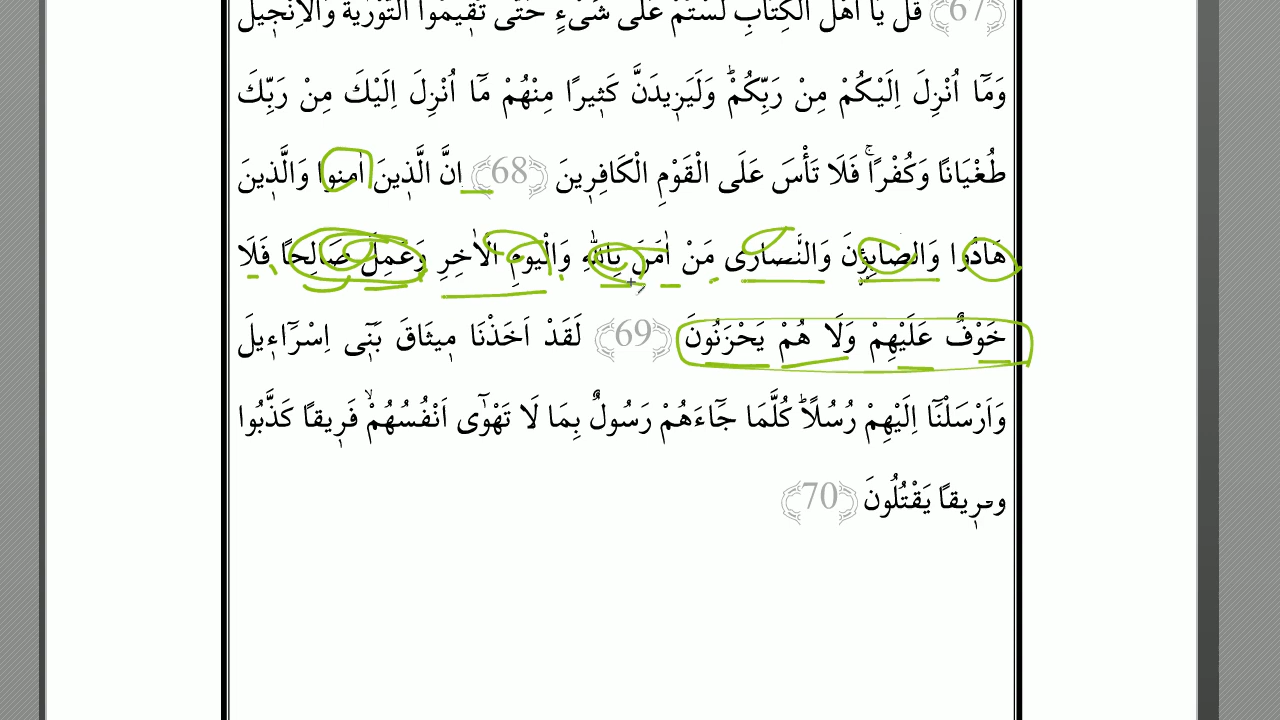 ﴿67﴾ قُلْ يَا اَهْلَ الْكِتَابِ لَسْتُمْ عَلٰى شَىْءٍ حَتّٰى تُقٖيمُوا التَّوْرٰيةَ وَالْاِنْجٖيلَ
وَمَٓا اُنْزِلَ اِلَيْكُمْ مِنْ رَبِّكُمْؕ وَلَيَزٖيدَنَّ كَثٖيرًا مِنْهُمْ مَٓا اُنْزِلَ اِلَيْكَ مِنْ رَبِّكَ
طُغْيَانًا وَكُفْرًاۚ فَلَا تَأْسَ عَلَى الْقَوْمِ الْكَافِرٖينَ ﴿68﴾ اِنَّ الَّذٖينَ اٰمَنُوا وَالَّذٖينَ
هَادُوا وَالصَّابِؤُنَ وَالنَّصَارٰى مَنْ اٰمَنَ بِاللّٰهِ وَالْيَوْمِ الْاٰخِرِ وَعَمِلَ صَالِحًا فَلَا
خَوْفٌ عَلَيْهِمْ وَلَا هُمْ يَحْزَنُونَ ﴿69﴾ لَقَدْ اَخَذْنَا مٖيثَاقَ بَنٖٓى اِسْرَٓاءٖيلَ
وَاَرْسَلْنَٓا اِلَيْهِمْ رُسُلًاؕ كُلَّمَا جَٓاءَهُمْ رَسُولٌ بِمَا لَا تَهْوٰٓى اَنْفُسُهُمْۙ فَرٖيقًا كَذَّبُوا
وَفَرٖيقًا يَقْتُلُونَ ﴿70﴾